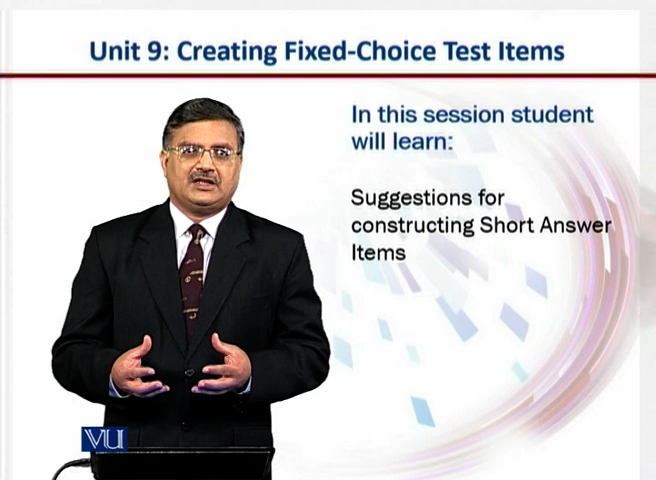 Unit 9: Creating Fixed-Choice Test Items
In this session student
will learn:
Suggestions for
constructing Short Answer
Items
VU